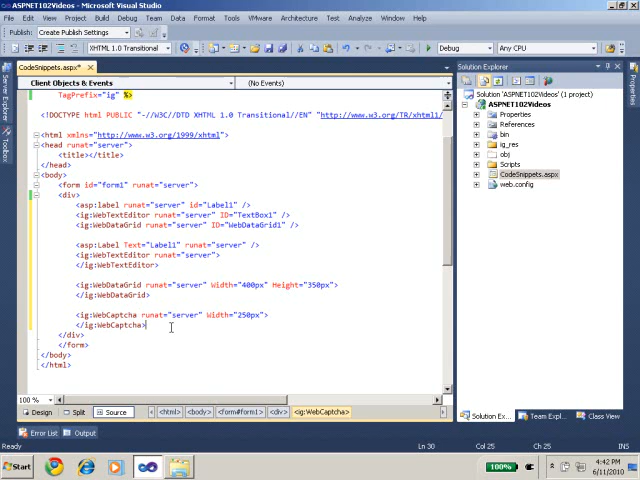 ASPNET102Videos - Microsoft Visual Studio
File Edit View Project Build Debug Team Data Format Table Tools VMware Architecture Test Analyze Window Help
Publish: Create Publish Settings
XHTML 1.0 Transitional Debug Any CPU
CodeSnippets.aspx*
Client Objects & Events (No Events)
TagPrefix="ig" %>
<!DOCTYPE html PUBLIC "-//W3C//DTD XHTML 1.0 Transitional//EN" "http://www.w3.org/TR/xhtml1/
<html xmlns="http://www.w3.org/1999/xhtml">
<head runat="server">
<title></title>
</head>
<body>
<form id="form1" runat="server">
<div>
<asp:label runat="server" id="Label1" />
<ig:WebTextEditor runat="server" ID="TextBox1" />
<ig:WebDataGrid runat="server" ID="WebDataGrid1" />
<asp:Label Text="Label1" runat="server" />
<ig:WebTextEditor runat="server">
</ig:WebTextEditor>
<ig:WebDataGrid runat="server" Width="400px" Height="350px">
</ig:WebDataGrid>
<ig:WebCaptcha runat="server" Width="250px">
</ig:WebCaptcha>
</div>
</form>
</body>
</html>
100 %
Design Split Source <html> <body> <form#form1> <div> <ig:WebCaptcha>
Error List Output
Ready Ln 30 Col 25 Ch 25 INS
Server Explorer
Toolbox
Solution Explorer
Solution 'ASPNET102Videos' (1 project)
ASPNET102Videos
Properties
References
bin
ig_res
obj
Scripts
CodeSnippets.aspx
web.config
Solution Ex... Team Expl... Class View
Properties
Start
100%
4:42 PM
6/11/2010